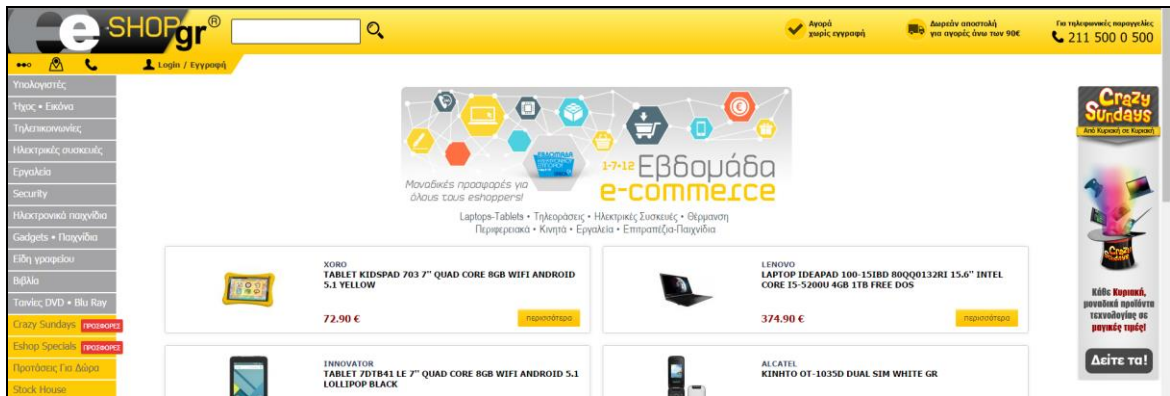 e-SHOP.gr®
Αγορά
χωρίς εγγραφή
Δωρεάν αποστολή
για αγορές άνω των 90€
Για τηλεφωνικές παραγγελίες
211 500 0 500
Login / Εγγραφή
Υπολογιστές
Ήχος • Εικόνα
Τηλεπικοινωνίες
Ηλεκτρικές συσκευές
Εργαλεία
Security
Ηλεκτρονικά παιχνίδια
Gadgets • Παιχνίδια
Είδη γραφείου
Βιβλία
Ταινίες DVD • Blu Ray
Crazy Sundays ΠΡΟΣΦΟΡΕΣ
Eshop Specials ΠΡΟΣΦΟΡΕΣ
Προτάσεις Για Δώρα
Stock House
Μοναδικές προσφορές για
όλους τους eshoppers!
1-7•12 Εβδομάδα
e-commerce
Laptops-Tablets • Τηλεοράσεις • Ηλεκτρικές Συσκευές • Θέρμανση
Περιφερειακά • Κινητά • Εργαλεία • Επιτραπέζια-Παιχνίδια
XORO
TABLET KIDSPAD 703 7'' QUAD CORE 8GB WIFI ANDROID
5.1 YELLOW
72.90 €
περισσότερα
LENOVO
LAPTOP IDEAPAD 100-15IBD 80QQ0132RI 15.6'' INTEL
CORE I5-5200U 4GB 1TB FREE DOS
374.90 €
περισσότερα
INNOVATOR
TABLET 7DTB41 LE 7'' QUAD CORE 8GB WIFI ANDROID 5.1
LOLLIPOP BLACK
ALCATEL
ΚΙΝΗΤΟ OT-1035D DUAL SIM WHITE GR
Crazy
Sundays
Από Κυριακή σε Κυριακή
Crazy
Κάθε Κυριακή,
μοναδικά προϊόντα
τεχνολογίας σε
μαγικές τιμές!
Δείτε τα!